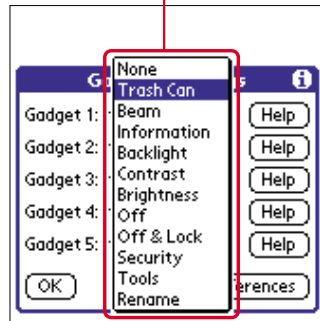 G s i
None
Trash Can
Beam
Information
Backlight
Contrast
Brightness
Off
Off & Lock
Security
Tools
Rename
Gadget 1: Help
Gadget 2: Help
Gadget 3: Help
Gadget 4: Help
Gadget 5: Help
OK erences